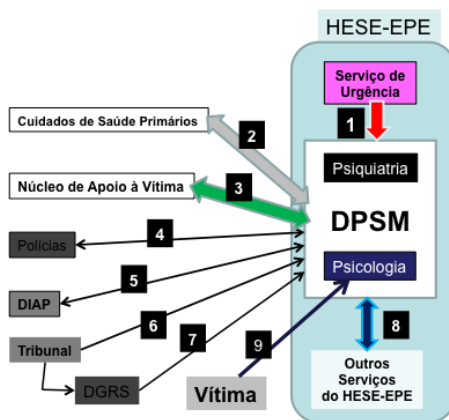 HESE-EPE
Serviço de
Urgência
1
Cuidados de Saúde Primários
2
Psiquiatria
Núcleo de Apoio à Vítima
3
DPSM
Polícias
4
Psicologia
DIAP
5
Tribunal
6
7
9
8
DGRS
Vítima
Outros
Serviços
do HESE-EPE